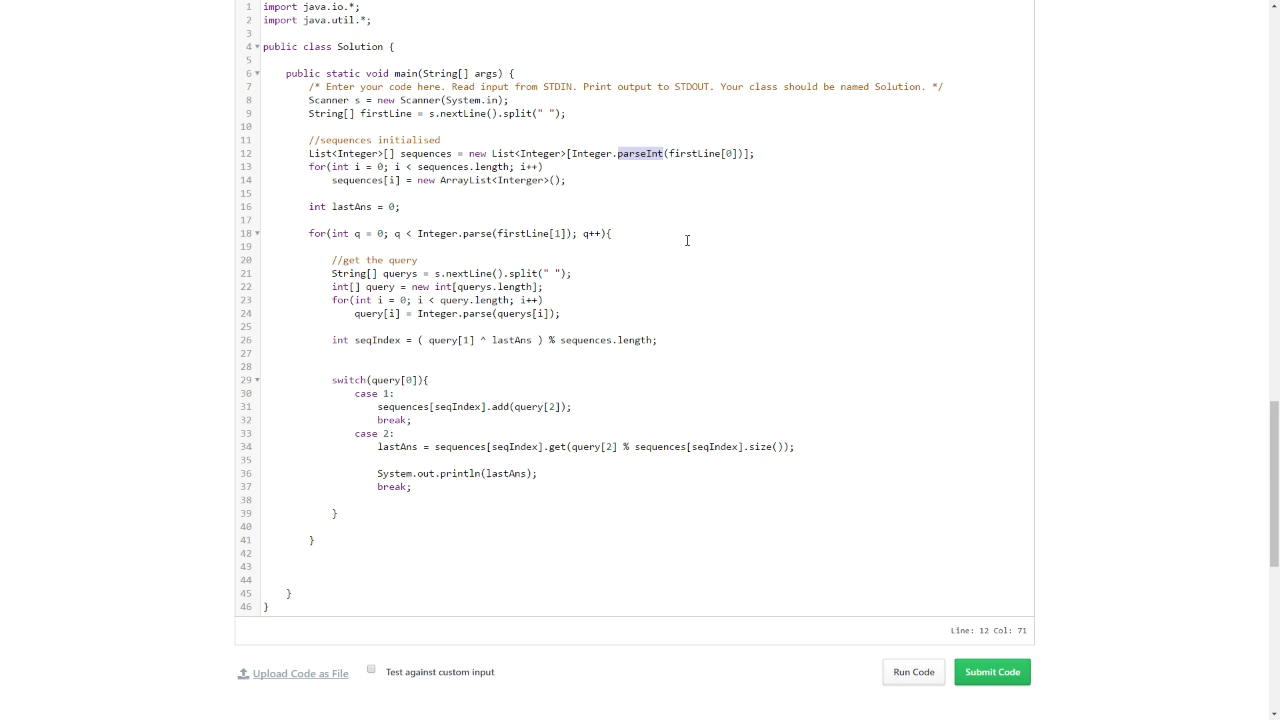 1 import java.io.*;
2 import java.util.*;
3
4 public class Solution {
5
6 public static void main(String[] args) {
7 /* Enter your code here. Read input from STDIN. Print output to STDOUT. Your class should be named Solution. */
8 Scanner s = new Scanner(System.in);
9 String[] firstLine = s.nextLine().split(" ");
10
11 //sequences initialised
12 List<Integer>[] sequences = new List<Integer>[Integer.parseInt(firstLine[0])];
13 for(int i = 0; i < sequences.length; i++)
14 sequences[i] = new ArrayList<Interger>();
15
16 int lastAns = 0;
17
18 for(int q = 0; q < Integer.parse(firstLine[1]); q++){
19
20 //get the query
21 String[] querys = s.nextLine().split(" ");
22 int[] query = new int[querys.length];
23 for(int i = 0; i < query.length; i++)
24 query[i] = Integer.parse(querys[i]);
25
26 int seqIndex = ( query[1] ^ lastAns ) % sequences.length;
27
28
29 switch(query[0]){
30 case 1:
31 sequences[seqIndex].add(query[2]);
32 break;
33 case 2:
34 lastAns = sequences[seqIndex].get(query[2] % sequences[seqIndex].size());
35
36 System.out.println(lastAns);
37 break;
38
39 }
40
41 }
42
43
44
45 }
46 }
Line: 12 Col: 71
Upload Code as File Test against custom input Run Code Submit Code